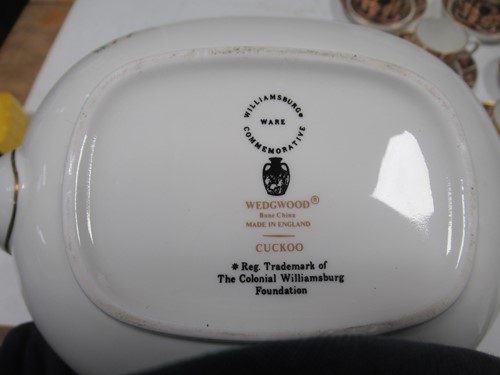 WILLIAMSBURG®
WARE
COMMEMORATIVE
WEDGWOOD®
Bone China
MADE IN ENGLAND
CUCKOO
® Reg. Trademark of
The Colonial Williamsburg
Foundation